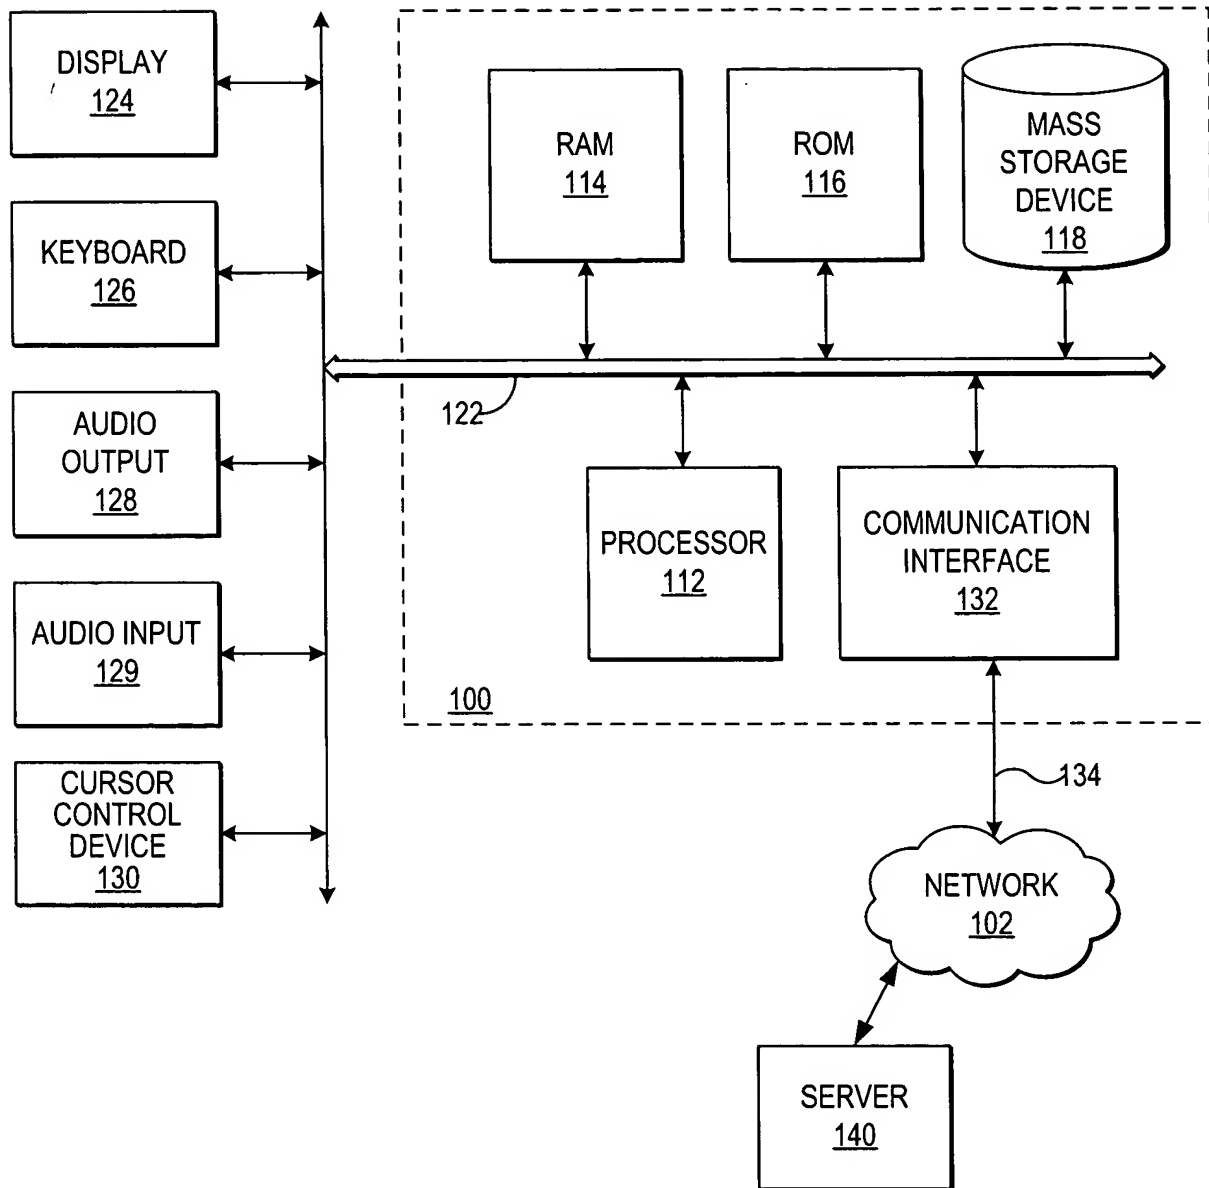 DISPLAY
124
KEYBOARD
126
AUDIO
OUTPUT
128
AUDIO INPUT
129
CURSOR
CONTROL
DEVICE
130
RAM
114
ROM
116
MASS
STORAGE
DEVICE
118
122
PROCESSOR
112
COMMUNICATION
INTERFACE
132
100
134
NETWORK
102
SERVER
140